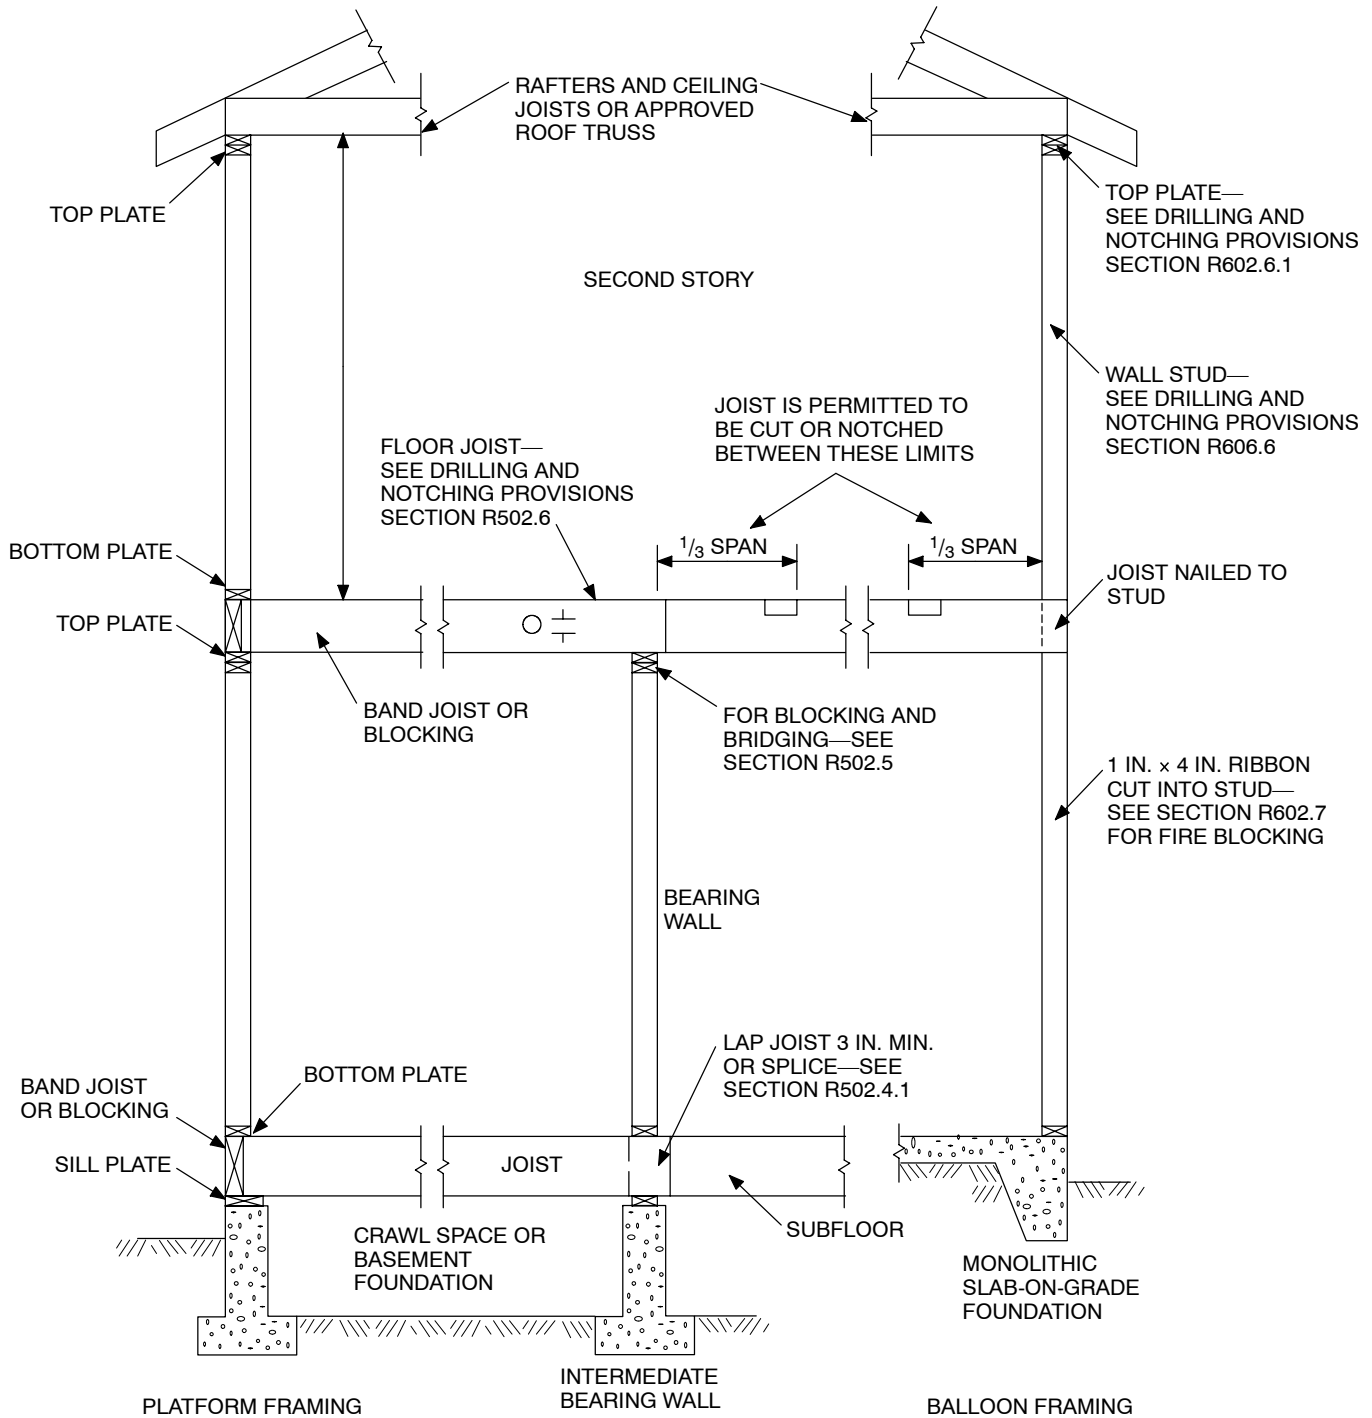 RAFTERS AND CEILING
JOISTS OR APPROVED
ROOF TRUSS
TOP PLATE
TOP PLATE—
SEE DRILLING AND
NOTCHING PROVISIONS
SECTION R602.6.1
SECOND STORY
WALL STUD—
SEE DRILLING AND
NOTCHING PROVISIONS
SECTION R606.6
JOIST IS PERMITTED TO
BE CUT OR NOTCHED
BETWEEN THESE LIMITS
FLOOR JOIST—
SEE DRILLING AND
NOTCHING PROVISIONS
SECTION R502.6
1/3 SPAN
1/3 SPAN
BOTTOM PLATE
JOIST NAILED TO
STUD
TOP PLATE
BAND JOIST OR
BLOCKING
FOR BLOCKING AND
BRIDGING—SEE
SECTION R502.5
1 IN. × 4 IN. RIBBON
CUT INTO STUD—
SEE SECTION R602.7
FOR FIRE BLOCKING
BEARING
WALL
LAP JOIST 3 IN. MIN.
OR SPLICE—SEE
SECTION R502.4.1
BOTTOM PLATE
BAND JOIST
OR BLOCKING
SILL PLATE
JOIST
SUBFLOOR
CRAWL SPACE OR
BASEMENT
FOUNDATION
MONOLITHIC
SLAB-ON-GRADE
FOUNDATION
INTERMEDIATE
BEARING WALL
PLATFORM FRAMING
BALLOON FRAMING